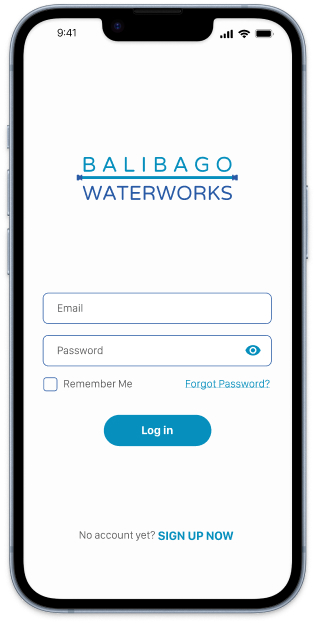 9:41
BALIBAGO
WATERWORKS
Email
Password
Remember Me Forgot Password?
Log in
No account yet? SIGN UP NOW